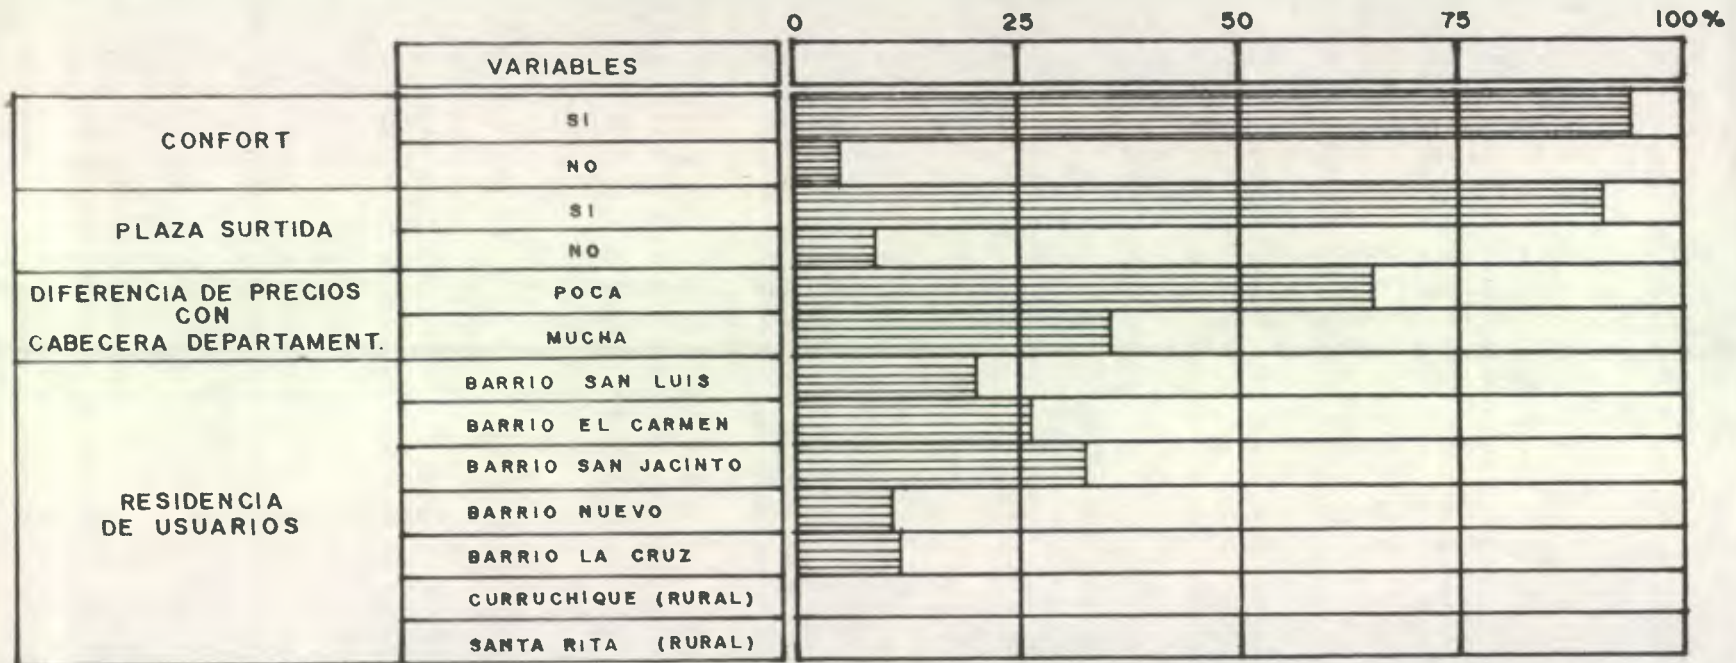 0 25 50 75 100%
VARIABLES
CONFORT
SI
NO
PLAZA SURTIDA
SI
NO
DIFERENCIA DE PRECIOS
CON
CABECERA DEPARTAMENT.
POCA
MUCHA
RESIDENCIA
DE USUARIOS
BARRIO SAN LUIS
BARRIO EL CARMEN
BARRIO SAN JACINTO
BARRIO NUEVO
BARRIO LA CRUZ
CURRUCHIQUE (RURAL)
SANTA RITA (RURAL)